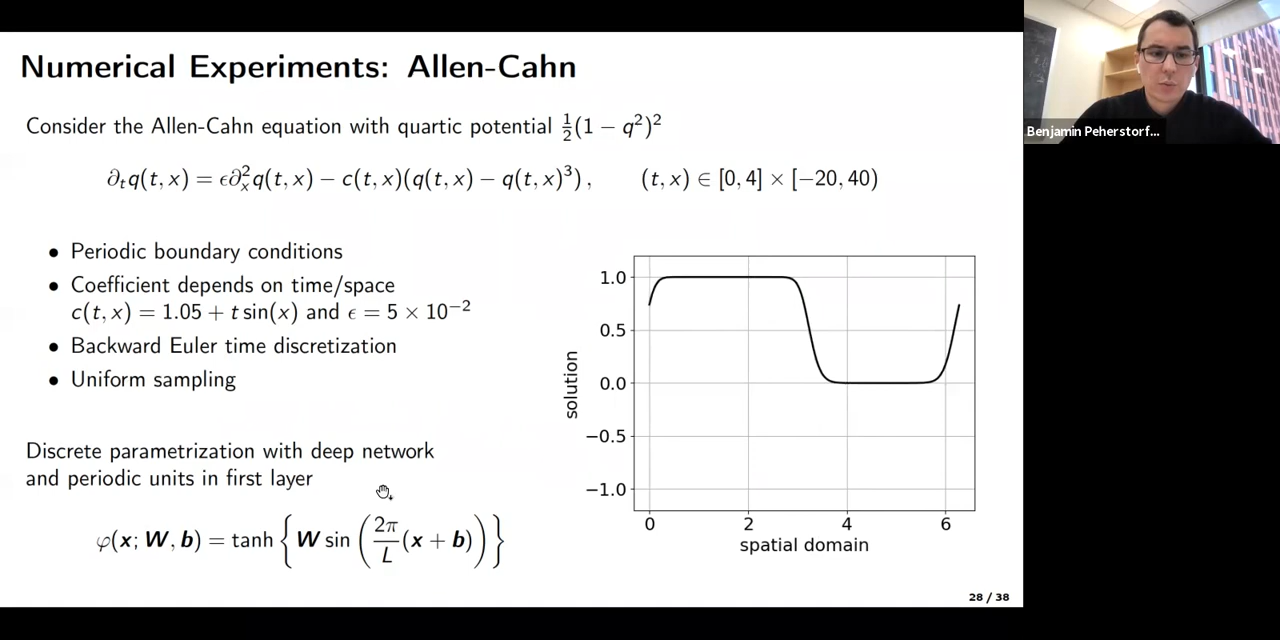 Numerical Experiments: Allen-Cahn
Consider the Allen-Cahn equation with quartic potential ½(1 − q²)²
∂ₜq(t, x) = ϵ∂ₓ²q(t, x) − c(t, x)(q(t, x) − q(t, x)³) ,    (t, x) ∈ [0, 4] × [−20, 40)
• Periodic boundary conditions
• Coefficient depends on time/space
c(t, x) = 1.05 + t sin(x) and ϵ = 5 × 10⁻²
• Backward Euler time discretization
• Uniform sampling
Discrete parametrization with deep network
and periodic units in first layer
φ(x; W, b) = tanh { W sin ( 2π/L (x + b) ) }
solution
1.0
0.5
0.0
−0.5
−1.0
0 2 4 6
spatial domain
28 / 38
Benjamin Peherstorf...